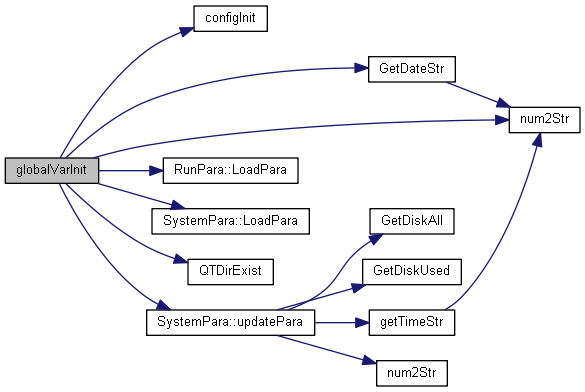 configInit
GetDateStr
num2Str
globalVarInit
RunPara::LoadPara
SystemPara::LoadPara
GetDiskAll
QTDirExist
GetDiskUsed
SystemPara::updatePara
getTimeStr
num2Str